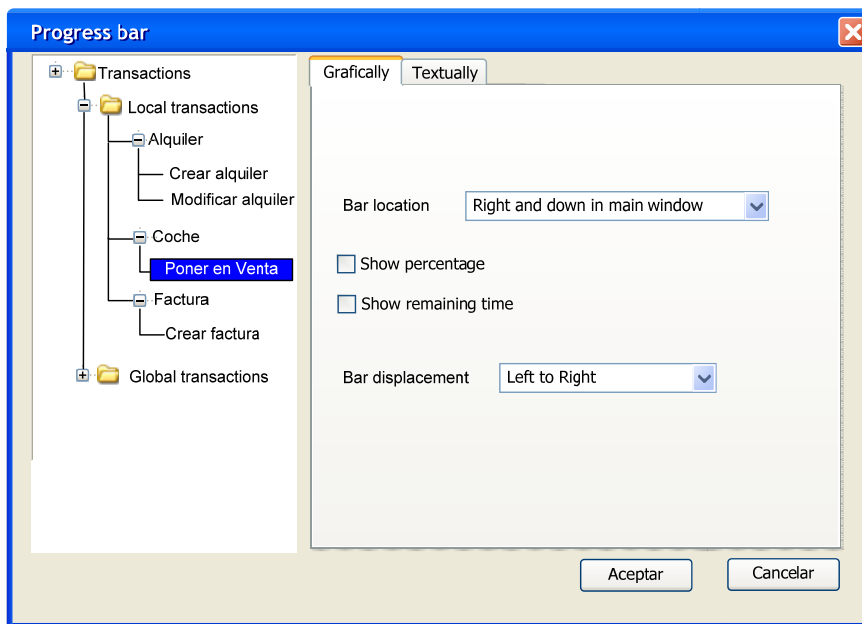 Progress bar
Transactions
Local transactions
Alquiler
Crear alquiler
Modificar alquiler
Coche
Poner en Venta
Factura
Crear factura
Global transactions
Grafically
Textually
Bar location
Right and down in main window
Show percentage
Show remaining time
Bar displacement
Left to Right
Aceptar
Cancelar